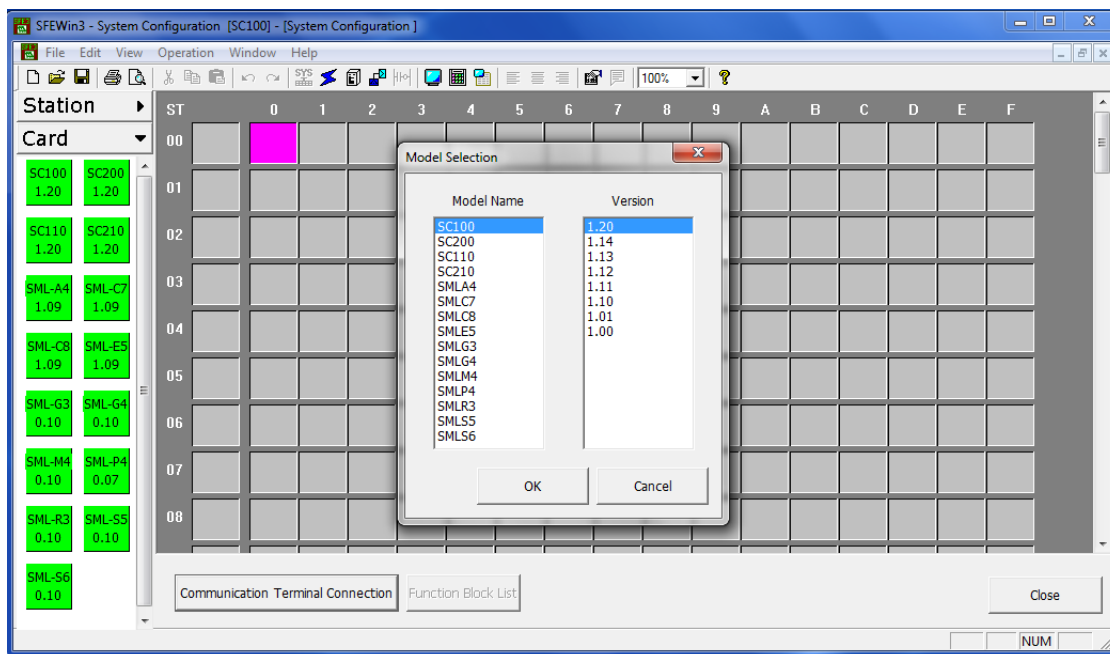 SFEWin3 - System Configuration [SC100] - [System Configuration ]
File Edit View Operation Window Help
SYS 100%
Station
Card
ST 0 1 2 3 4 5 6 7 8 9 A B C D E F
00
01
02
03
04
05
06
07
08
SC100 SC200
1.20 1.20
SC110 SC210
1.20 1.20
SML-A4 SML-C7
1.09 1.09
SML-C8 SML-E5
1.09 1.09
SML-G3 SML-G4
0.10 0.10
SML-M4 SML-P4
0.10 0.07
SML-R3 SML-S5
0.10 0.10
SML-S6
0.10
Model Selection
Model Name
SC100
SC200
SC110
SC210
SMLA4
SMLC7
SMLC8
SMLE5
SMLG3
SMLG4
SMLM4
SMLP4
SMLR3
SMLS5
SMLS6
Version
1.20
1.14
1.13
1.12
1.11
1.10
1.01
1.00
OK Cancel
Communication Terminal Connection Function Block List Close
NUM